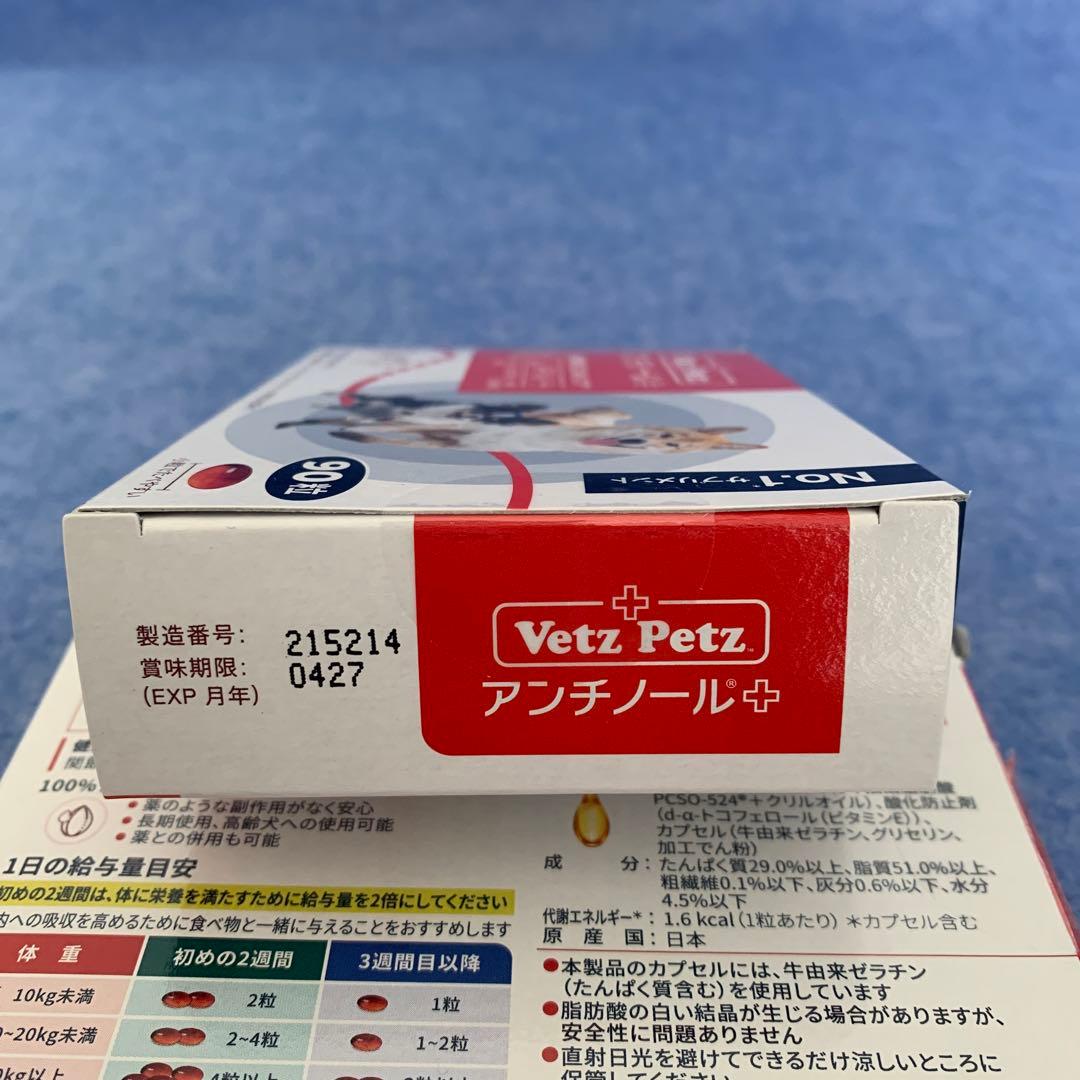 No.1 サプリメント
90粒
製造番号: 215214
賞味期限: 0427
(EXP 月年)
Vetz Petz™
アンチノール®+
100%
●薬のような副作用がなく安心
●長期使用、高齢犬への使用可能
●薬との併用も可能
1日の給与量目安
初めの2週間は、体に栄養を満たすために給与量を2倍にしてください
内への吸収を高めるために食べ物と一緒に与えることをおすすめします
体重 初めの2週間 3週間目以降
10kg未満 2粒 1粒
~20kg未満 2~4粒 1~2粒
PCSO-524®+クリルオイル)、酸化防止剤
(d-α-トコフェロール(ビタミンE))、
カプセル(牛由来ゼラチン、グリセリン、
加工でん粉)
成分: たんぱく質29.0%以上、脂質51.0%以上、
粗繊維0.1%以下、灰分0.6%以下、水分
4.5%以下
代謝エネルギー*: 1.6 kcal(1粒あたり) *カプセル含む
原産国: 日本
●本製品のカプセルには、牛由来ゼラチン
(たんぱく質含む)を使用しています
●脂肪酸の白い結晶が生じる場合がありますが、
安全性に問題ありません
●直射日光を避けてできるだけ涼しいところに